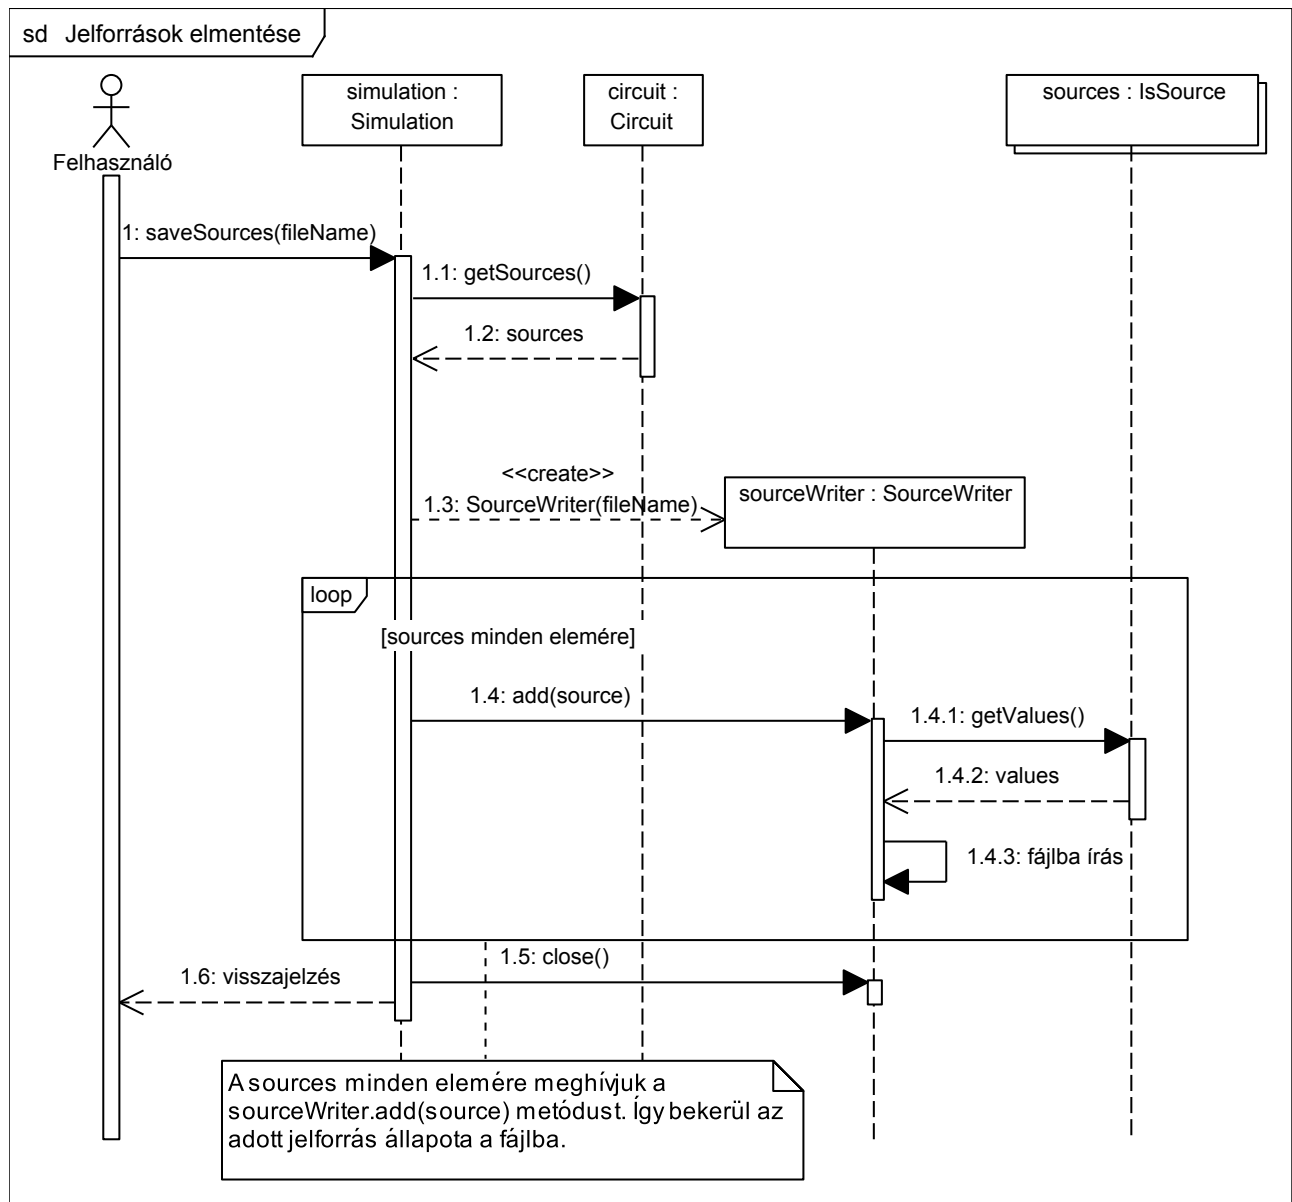 sd Jelforrások elmentése
Felhasználó
simulation :
Simulation
circuit :
Circuit
sources : IsSource
1: saveSources(fileName)
1.1: getSources()
1.2: sources
<<create>>
1.3: SourceWriter(fileName)
sourceWriter : SourceWriter
loop
[sources minden elemére]
1.4: add(source)
1.4.1: getValues()
1.4.2: values
1.4.3: fájlba írás
1.5: close()
1.6: visszajelzés
A sources minden elemére meghívjuk a
sourceWriter.add(source) metódust. Így bekerül az
adott jelforrás állapota a fájlba.